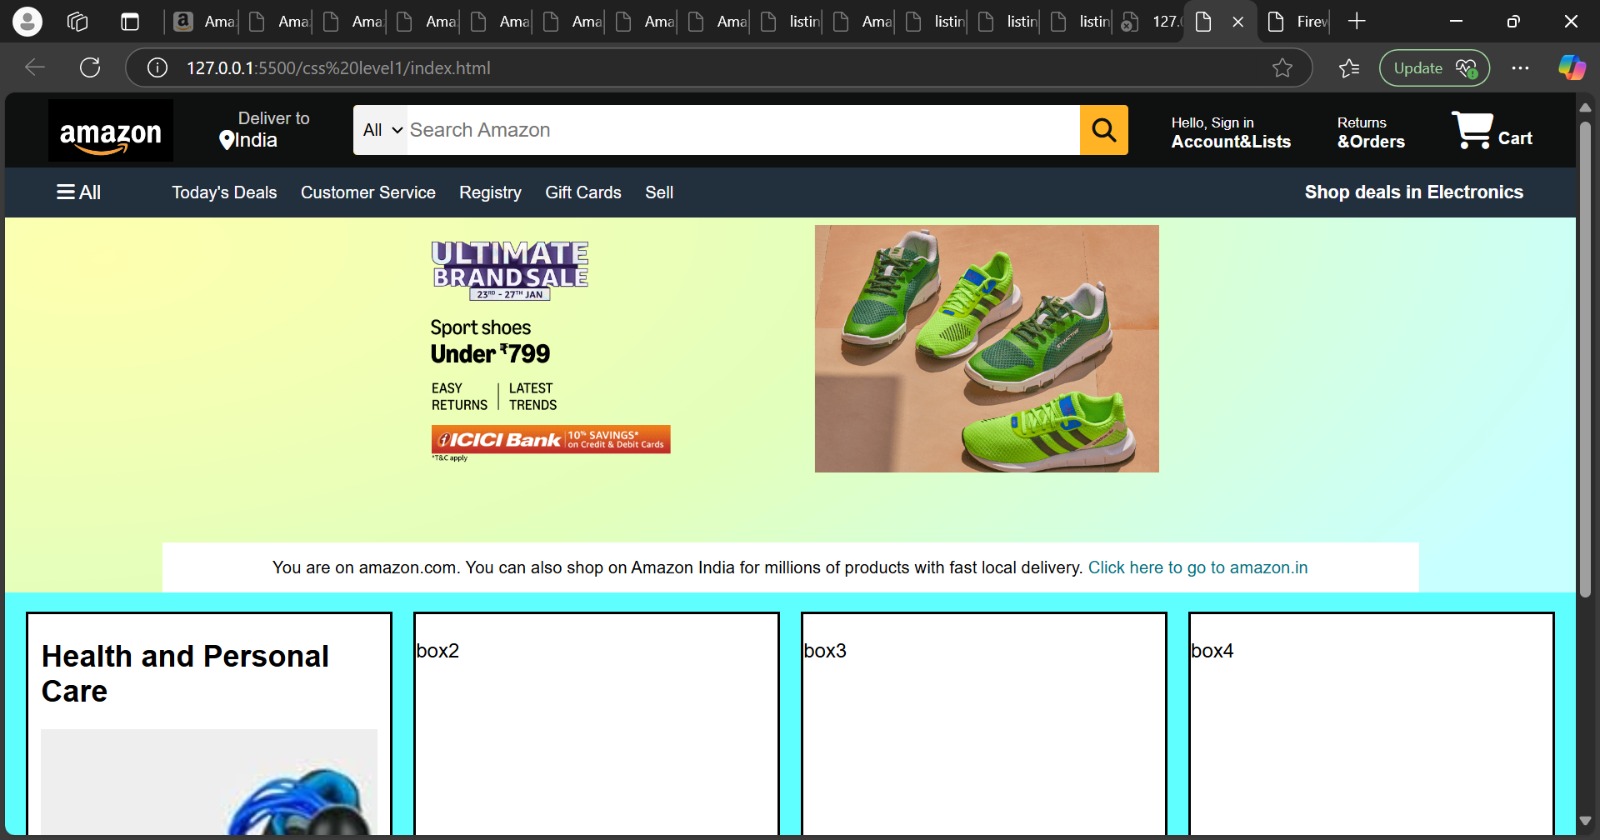 Ama
Ama
Ama
Ama
Ama
Ama
Ama
Ama
listin
Ama
listin
listin
listin
127.
Firew
127.0.0.1:5500/css%20level1/index.html
Update
amazon
Deliver to
India
All
Search Amazon
Hello, Sign in
Account&Lists
Returns
&Orders
Cart
All
Today's Deals
Customer Service
Registry
Gift Cards
Sell
Shop deals in Electronics
ULTIMATE
BRAND SALE
23RD - 27TH JAN
Sport shoes
Under ₹799
EASY
RETURNS
LATEST
TRENDS
ICICI Bank
10% SAVINGS*
on Credit & Debit Cards
*T&C apply
You are on amazon.com. You can also shop on Amazon India for millions of products with fast local delivery. Click here to go to amazon.in
Health and Personal
Care
box2
box3
box4